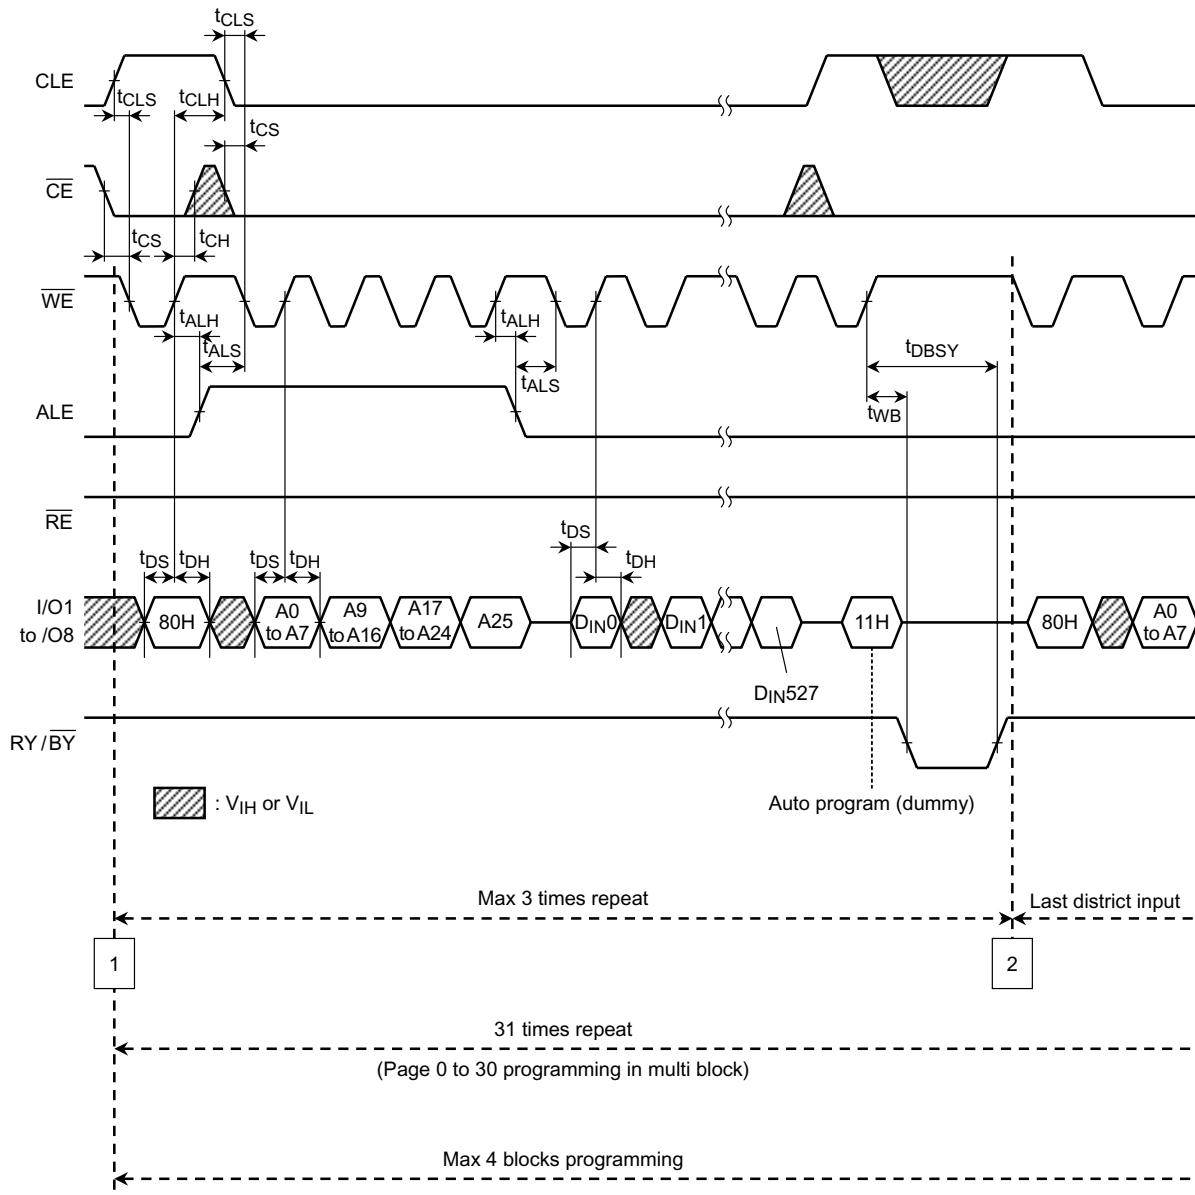 tCLS
CLE
tCLS
tCLH
tCS
CE
tCS
tCH
WE
tALH
tALH
tALS
tDBSY
tALS
ALE
tWB
RE
tDS
tDS
tDH
tDS
tDH
tDH
I/O1
to /O8
80H
A0
to A7
A9
to A16
A17
to A24
A25
DIN0
DIN1
11H
80H
A0
to A7
DIN527
RY/BY
: VIH or VIL
Auto program (dummy)
Max 3 times repeat
Last district input
1
2
31 times repeat
(Page 0 to 30 programming in multi block)
Max 4 blocks programming